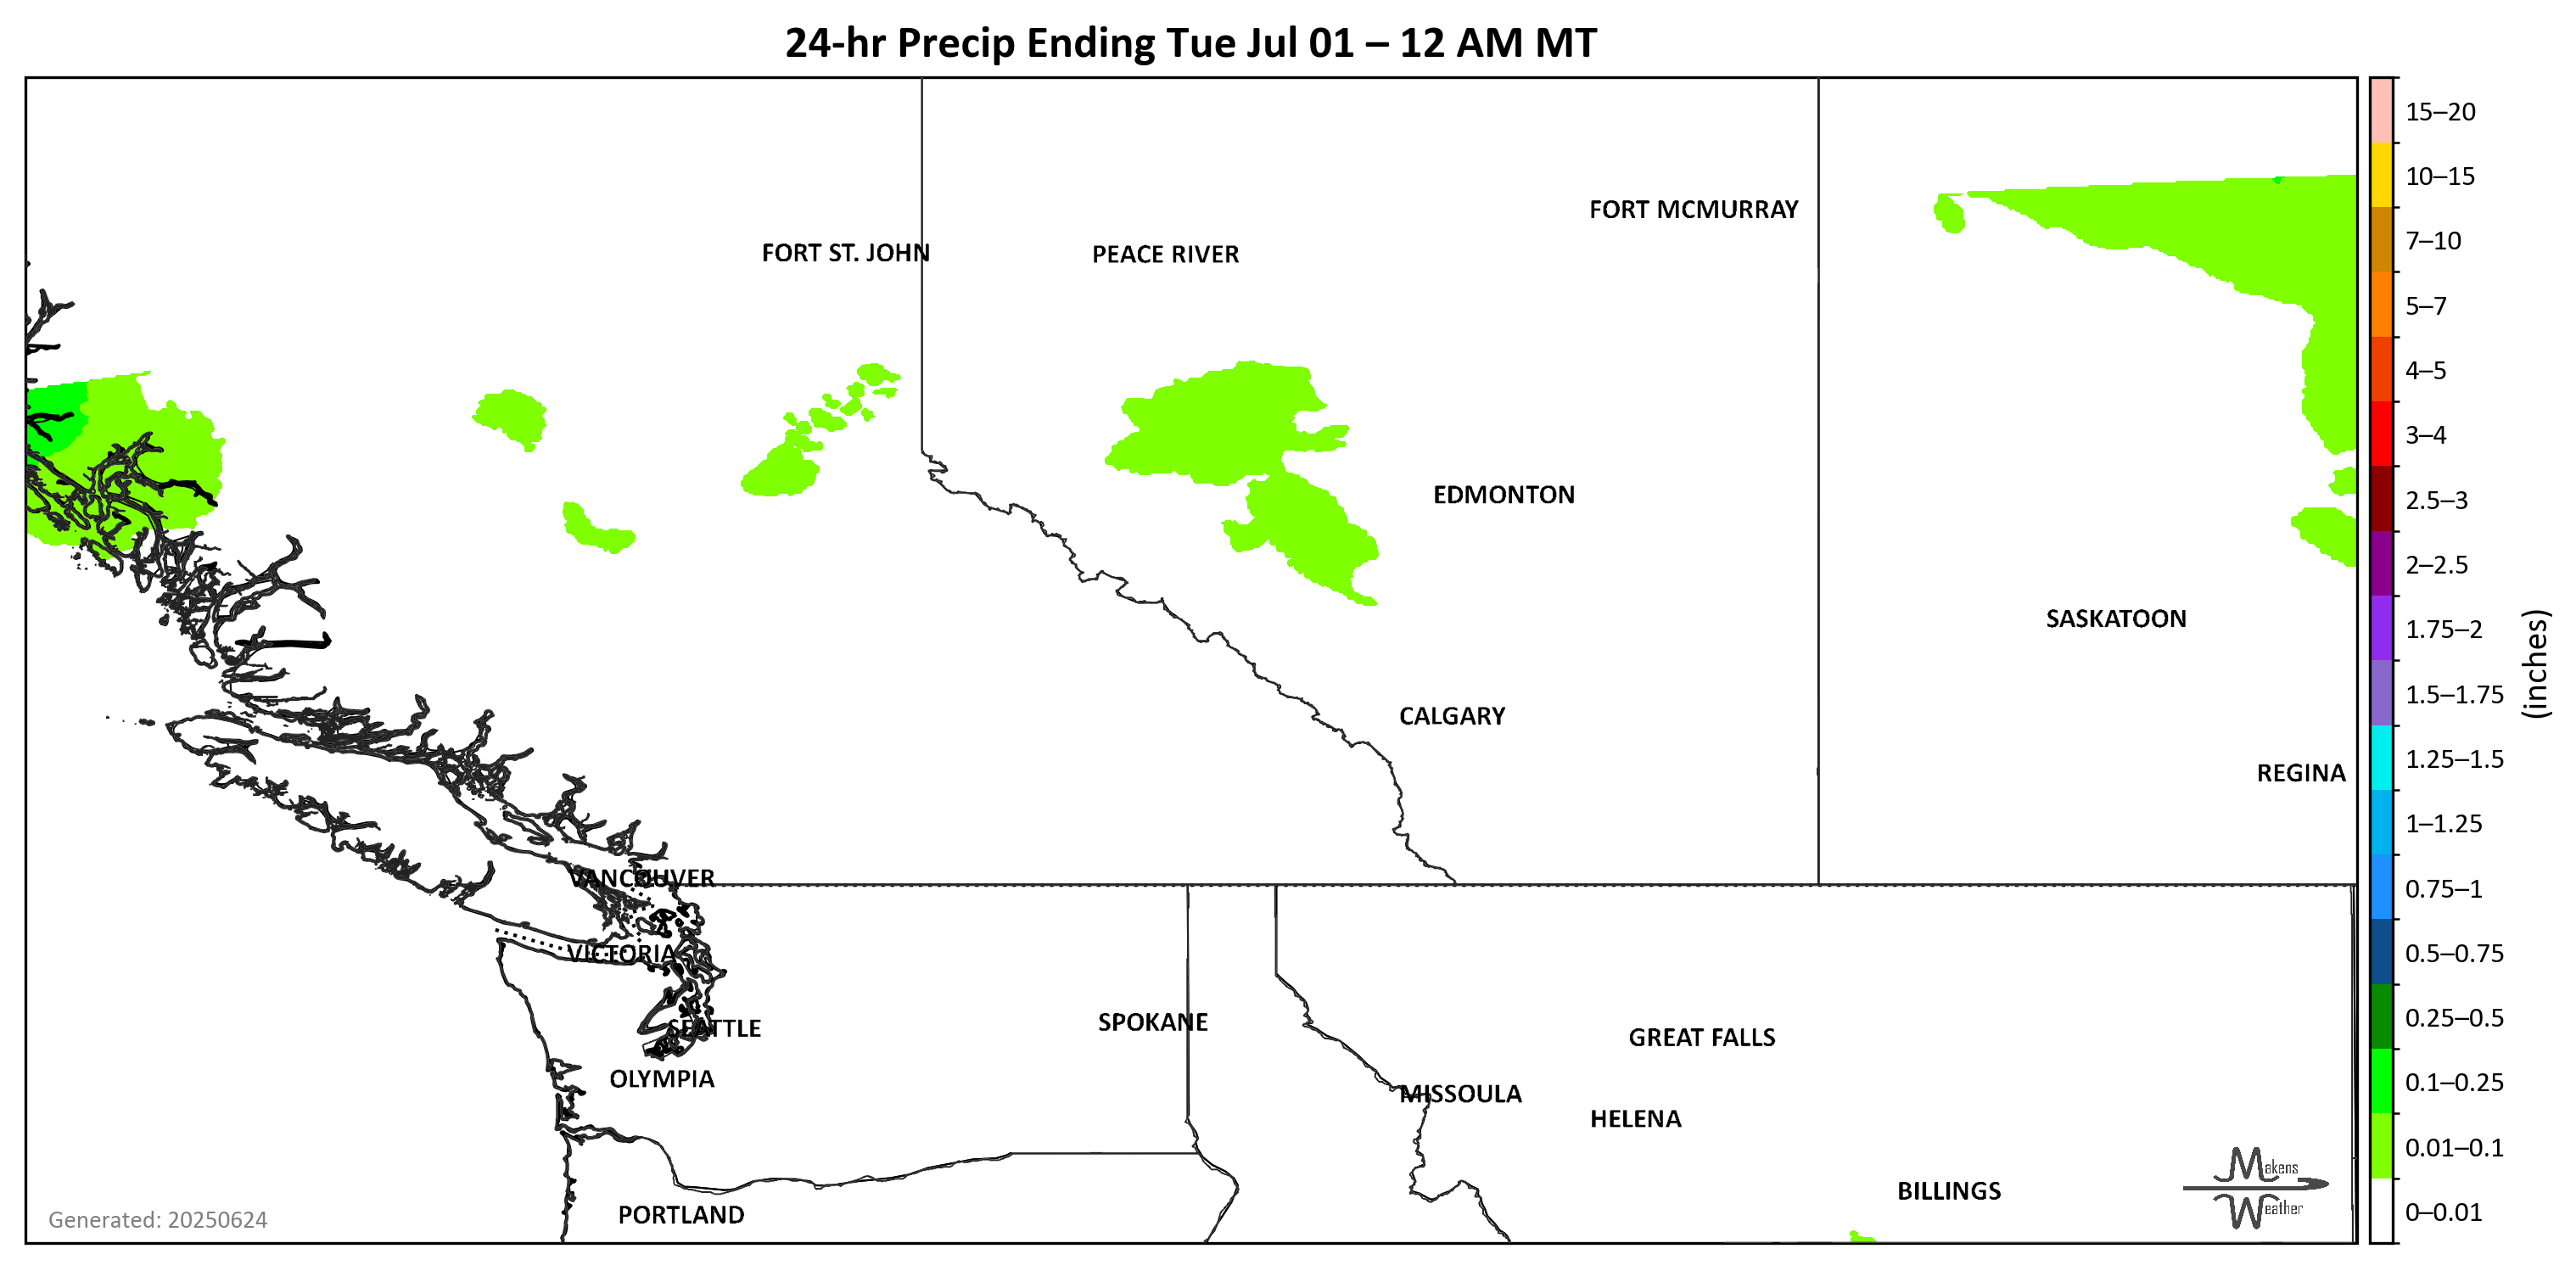 24-hr Precip Ending Tue Jul 01 – 12 AM MT
15–20
10–15
7–10
5–7
4–5
3–4
2.5–3
2–2.5
1.75–2
1.5–1.75
1.25–1.5
1–1.25
0.75–1
0.5–0.75
0.25–0.5
0.1–0.25
0.01–0.1
0–0.01
(inches)
FORT MCMURRAY
FORT ST. JOHN
PEACE RIVER
EDMONTON
SASKATOON
CALGARY
REGINA
VANCOUVER
VICTORIA
SPOKANE
SEATTLE
GREAT FALLS
OLYMPIA
MISSOULA
HELENA
BILLINGS
PORTLAND
Makens
Weather
Generated: 20250624